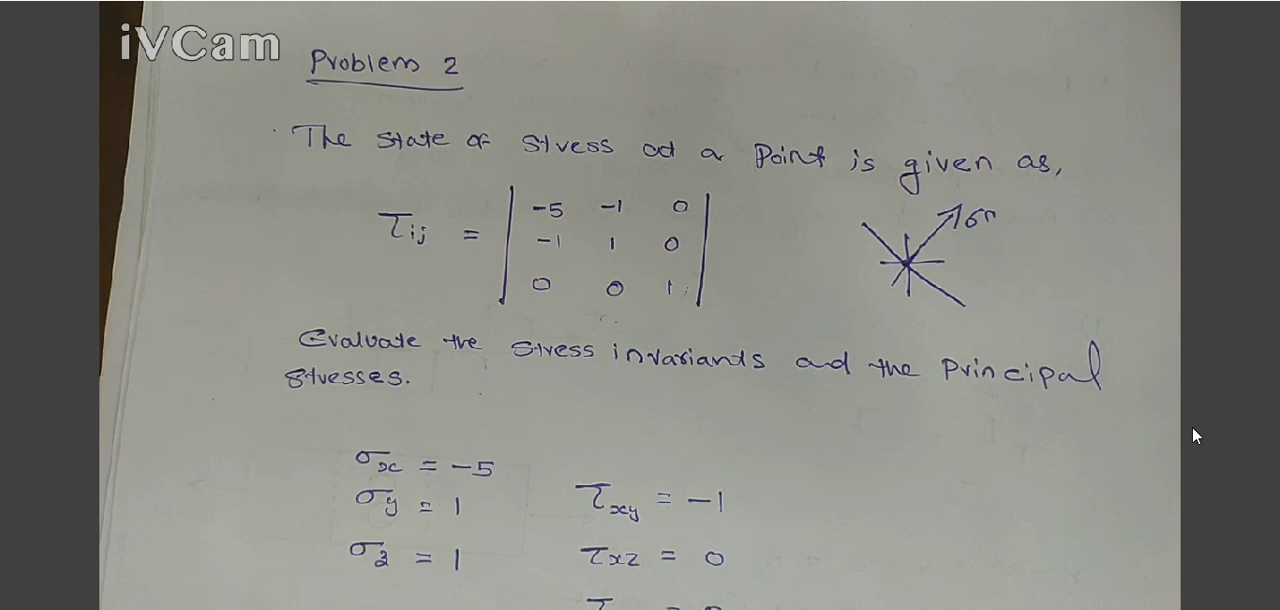 iVCam
Problem 2
The state of stress at a point is given as,
τij = | -5 -1 0 |
| -1 1 0 |
| 0 0 1 |
σn
Evaluate the stress invariants and the principal
stresses.
σx = -5
σy = 1
σz = 1
τxy = -1
τxz = 0